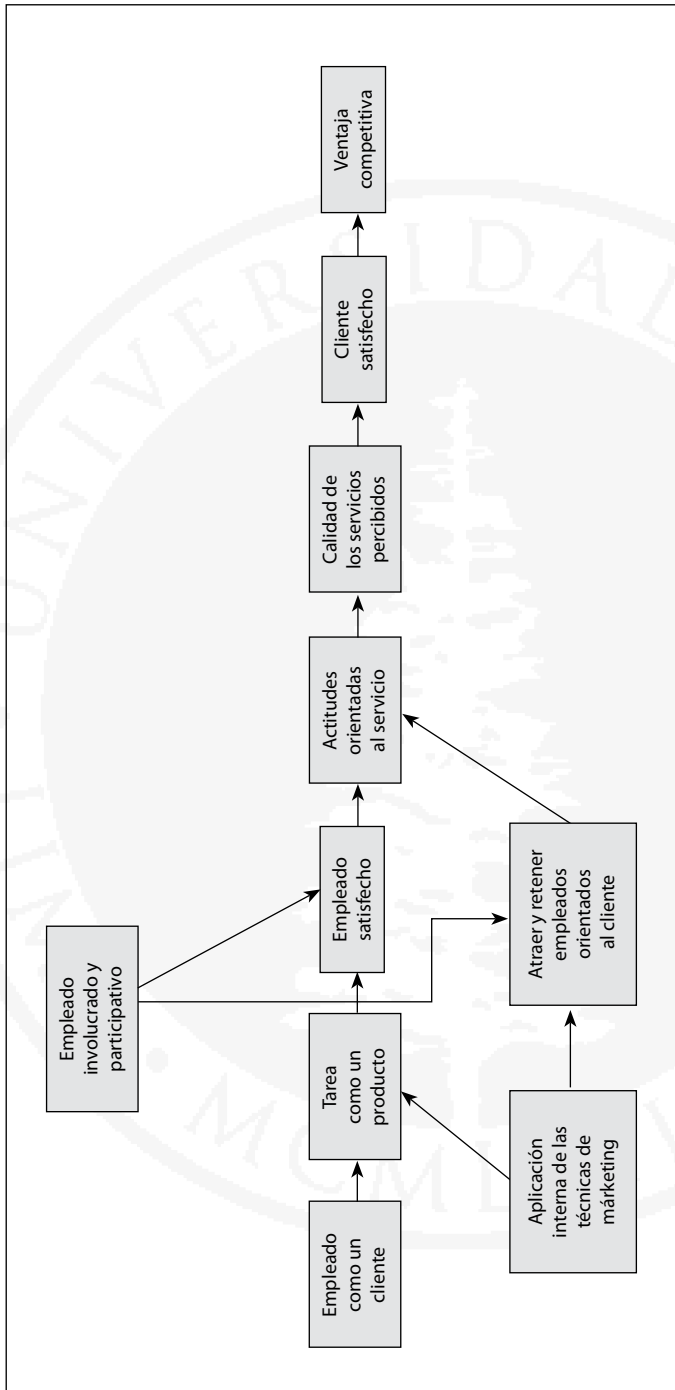 Empleado
involucrado y
participativo
Empleado
como un
cliente
Tarea
como un
producto
Empleado
satisfecho
Actitudes
orientadas
al servicio
Calidad de
los servicios
percibidos
Cliente
satisfecho
Ventaja
competitiva
Aplicación
interna de las
técnicas de
márketing
Atraer y retener
empleados
orientados
al cliente